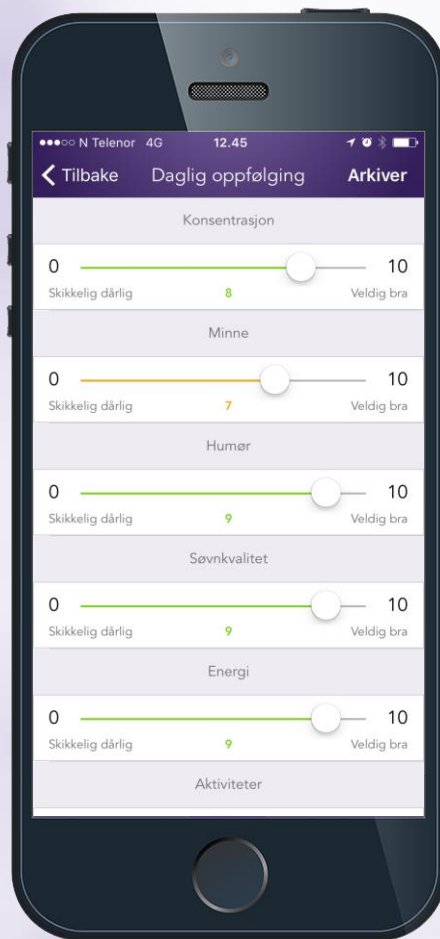 N Telenor 4G 12.45
Tilbake Daglig oppfølging Arkiver
Konsentrasjon
0 10
Skikkelig dårlig 8 Veldig bra
Minne
0 10
Skikkelig dårlig 7 Veldig bra
Humør
0 10
Skikkelig dårlig 9 Veldig bra
Søvnkvalitet
0 10
Skikkelig dårlig 9 Veldig bra
Energi
0 10
Skikkelig dårlig 9 Veldig bra
Aktiviteter